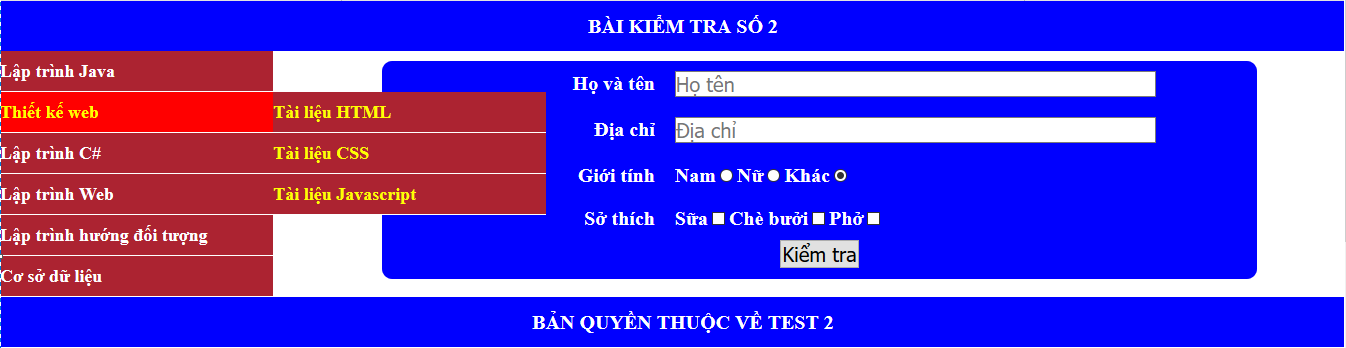 BÀI KIỂM TRA SỐ 2
Lập trình Java
Thiết kế web
Lập trình C#
Lập trình Web
Lập trình hướng đối tượng
Cơ sở dữ liệu
Tài liệu HTML
Tài liệu CSS
Tài liệu Javascript
Họ và tên Họ tên
Địa chỉ Địa chỉ
Giới tính Nam Nữ Khác
Sở thích Sữa Chè bưởi Phở
Kiểm tra
BẢN QUYỀN THUỘC VỀ TEST 2